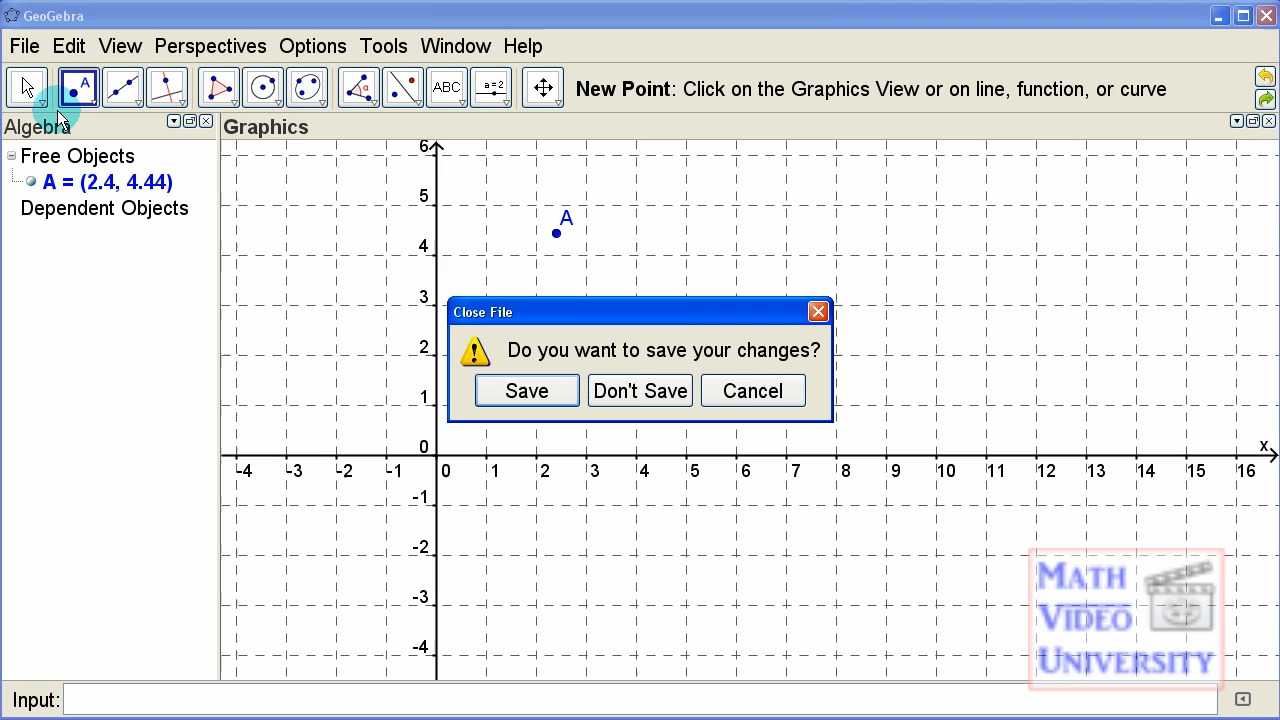 GeoGebra
File Edit View Perspectives Options Tools Window Help
A ABC a=2 New Point: Click on the Graphics View or on line, function, or curve
Algebra
Graphics
Free Objects
A = (2.4, 4.44)
Dependent Objects
6
5
4
3
2
1
0
-1
-2
-3
-4
A
Close File
Do you want to save your changes?
Save Don't Save Cancel
x
-4 -3 -2 -1 0 1 2 3 4 5 6 7 8 9 10 11 12 13 14 15 16
MATH
VIDEO
UNIVERSITY
Input: